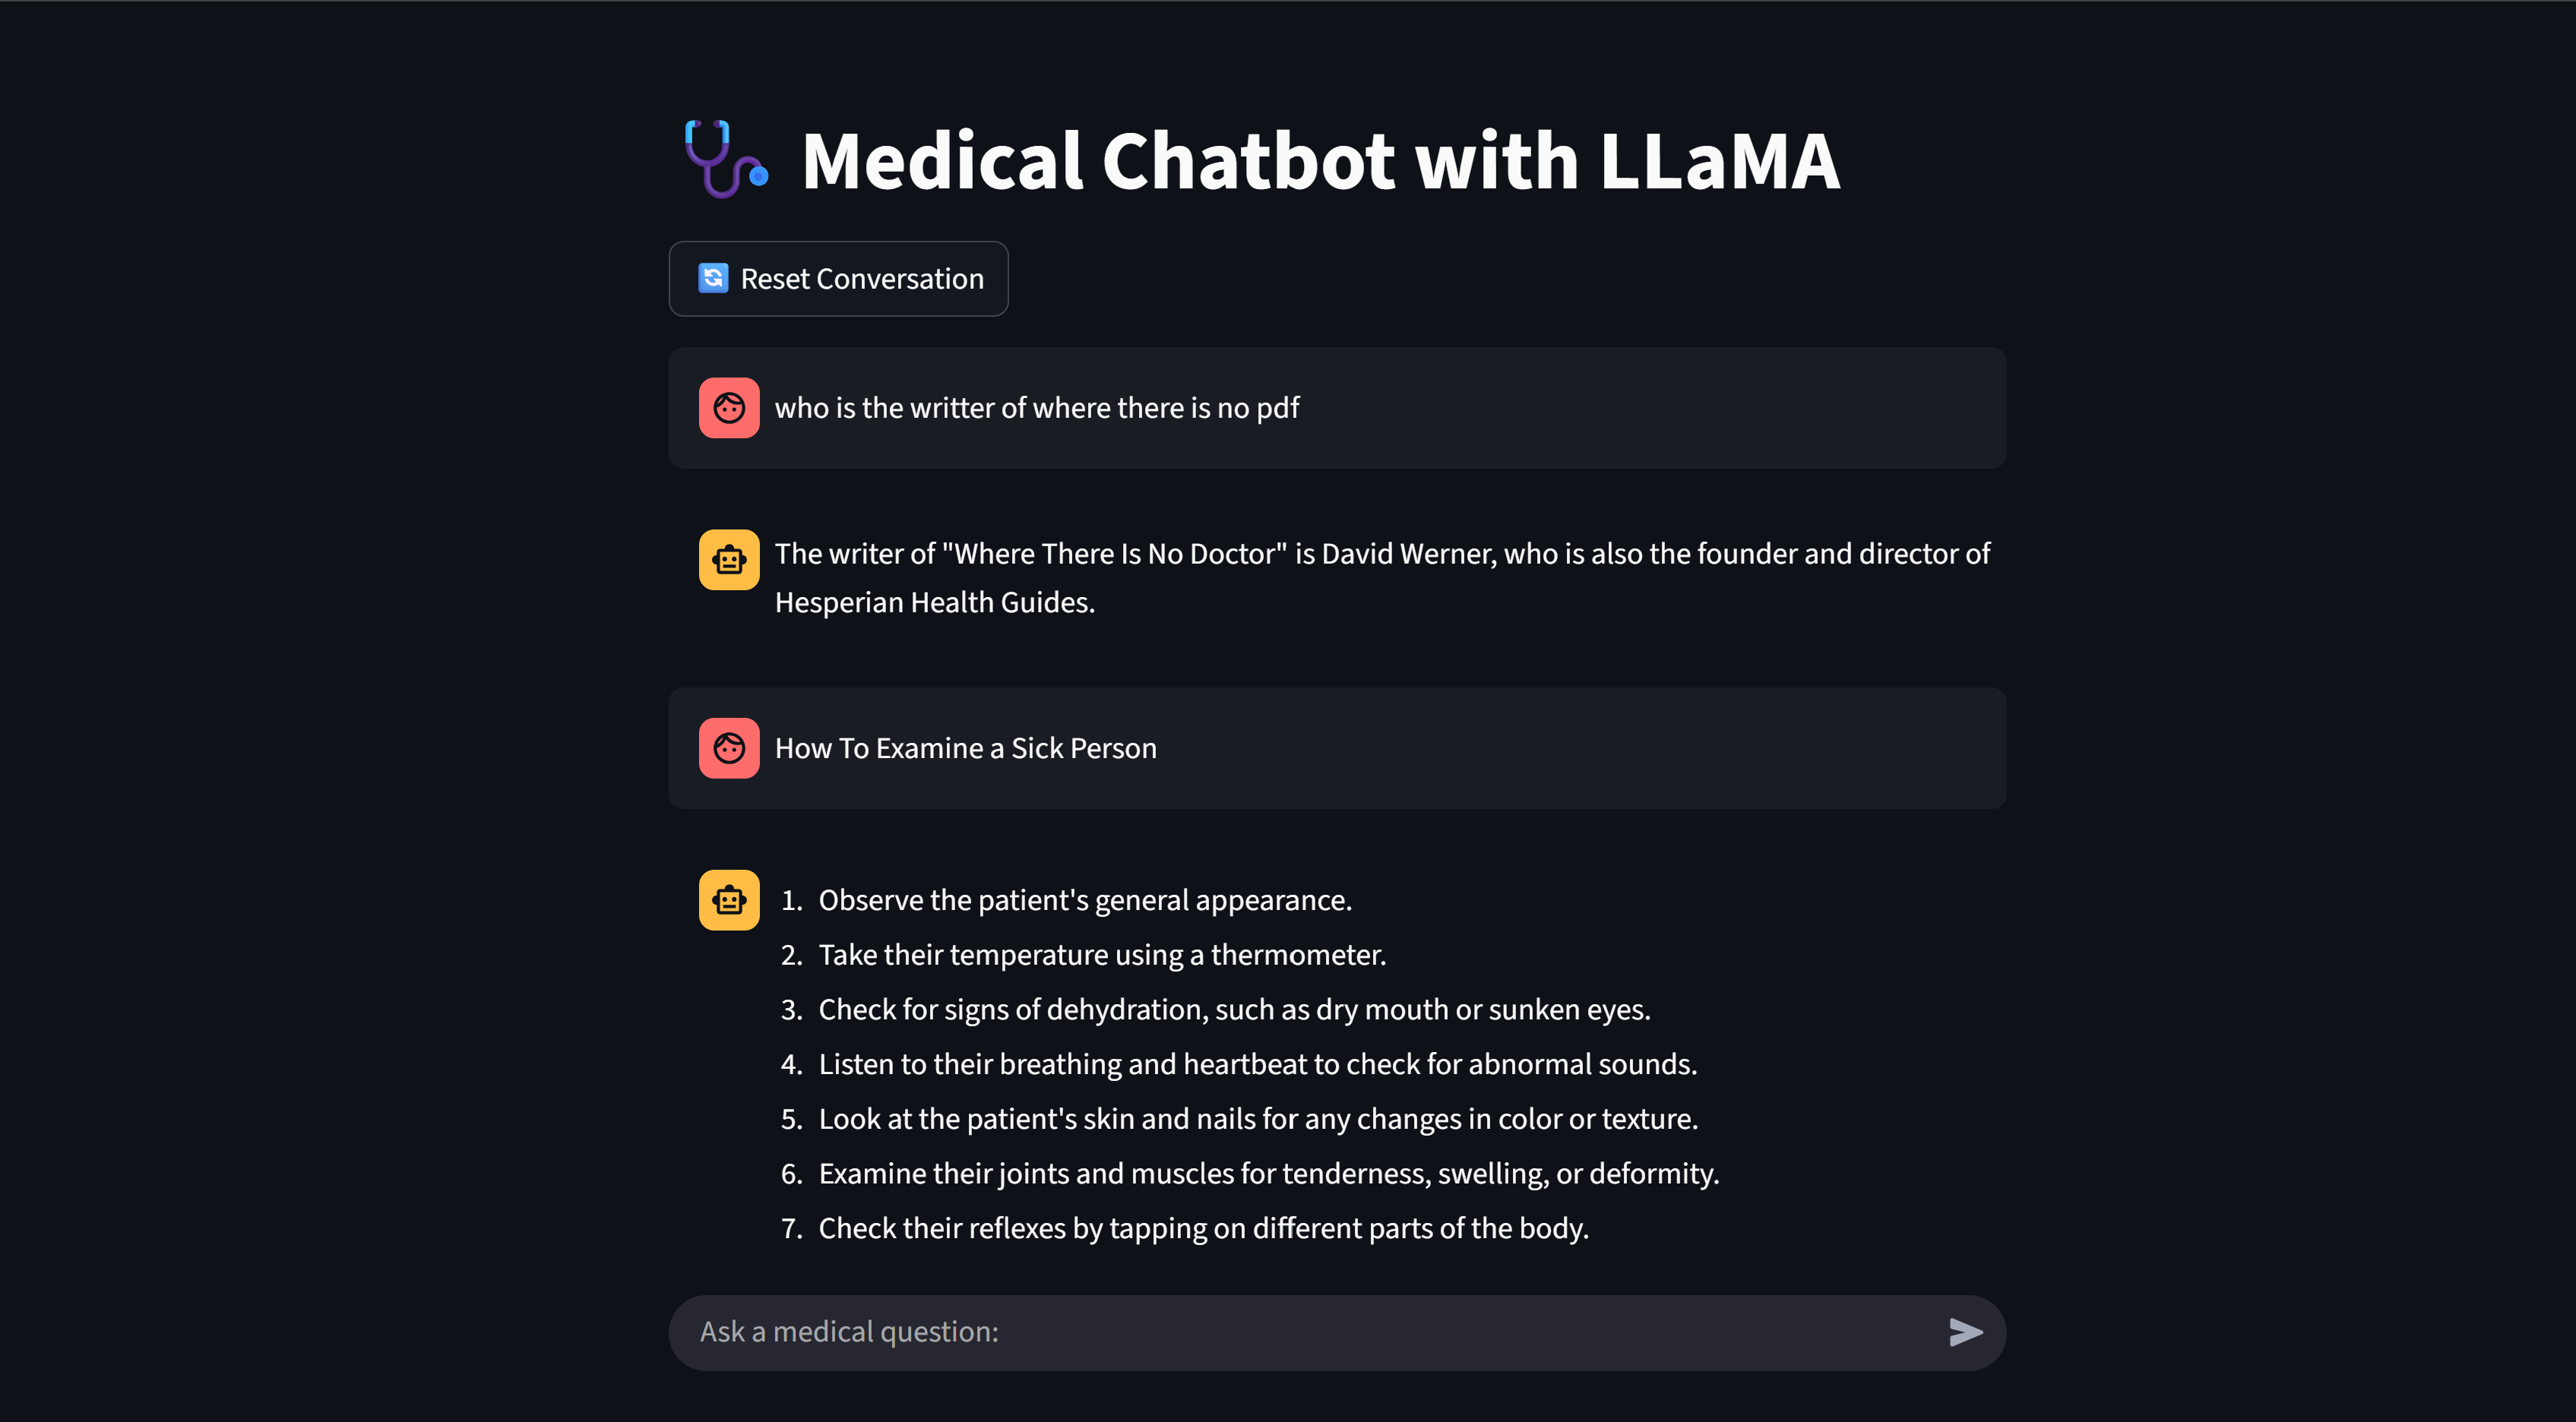 Medical Chatbot with LLaMA
Reset Conversation
who is the writter of where there is no pdf
The writer of "Where There Is No Doctor" is David Werner, who is also the founder and director of
Hesperian Health Guides.
How To Examine a Sick Person
1. Observe the patient's general appearance.
2. Take their temperature using a thermometer.
3. Check for signs of dehydration, such as dry mouth or sunken eyes.
4. Listen to their breathing and heartbeat to check for abnormal sounds.
5. Look at the patient's skin and nails for any changes in color or texture.
6. Examine their joints and muscles for tenderness, swelling, or deformity.
7. Check their reflexes by tapping on different parts of the body.
Ask a medical question: